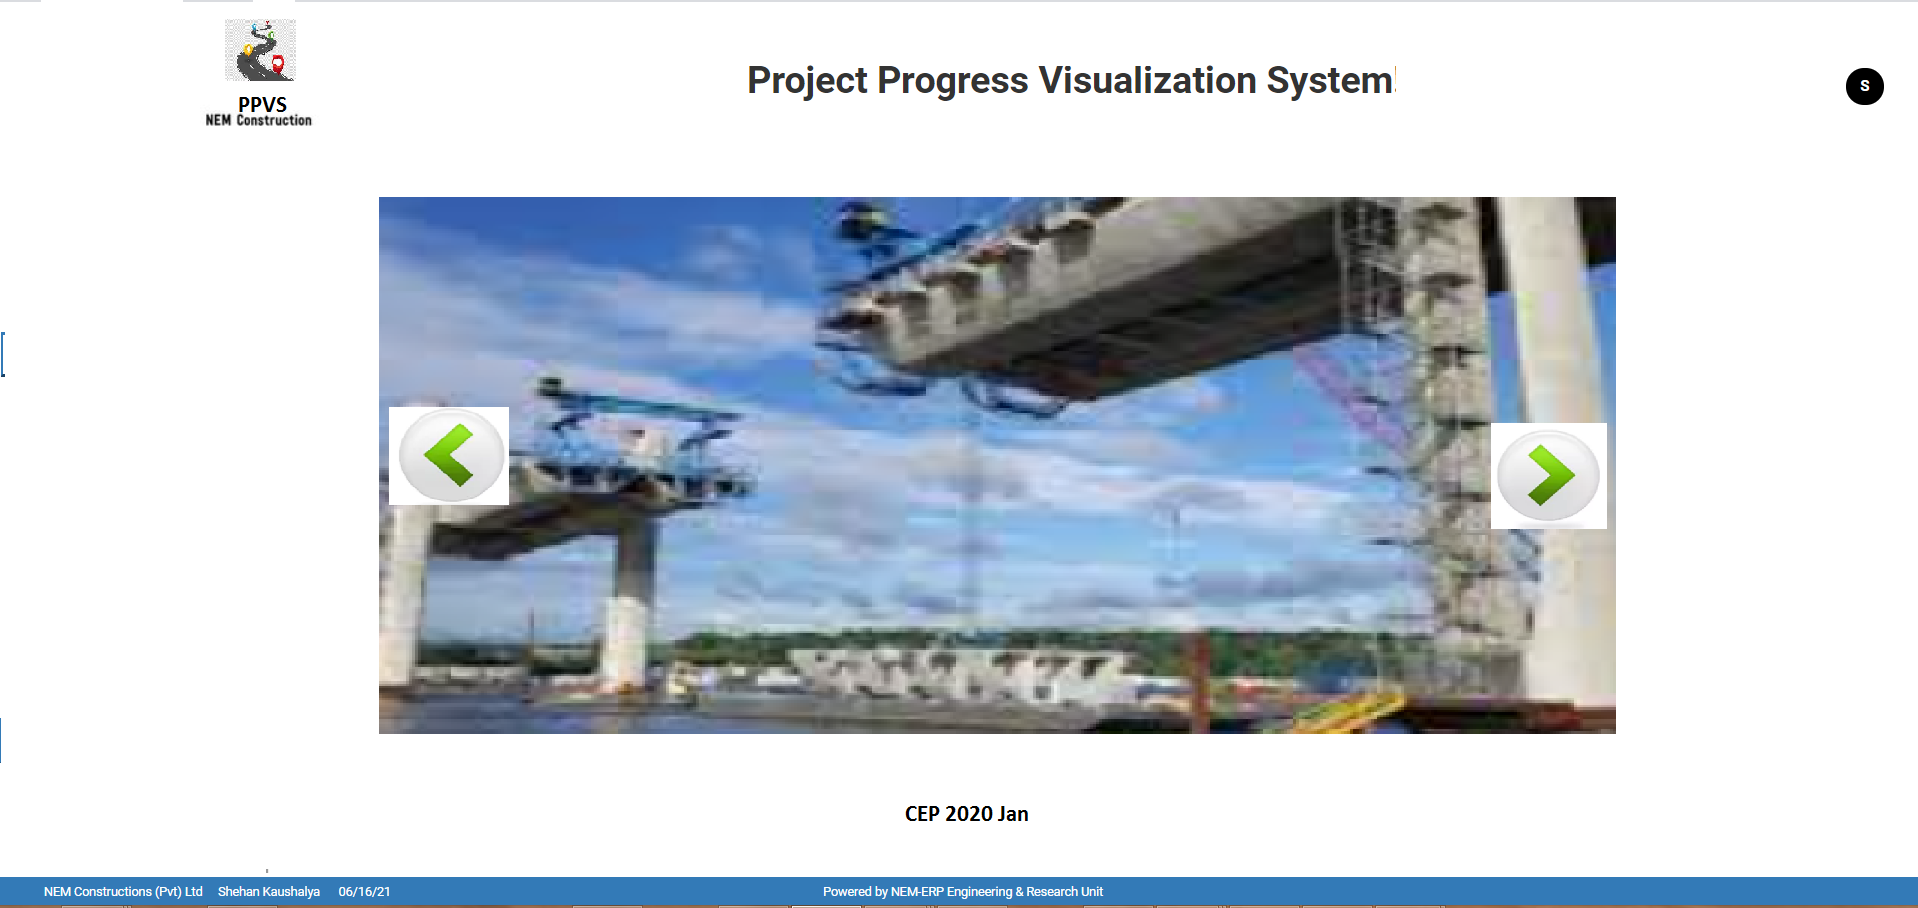 PPVS
NEM Construction
Project Progress Visualization System!
S
CEP 2020 Jan
NEM Constructions (Pvt) Ltd Shehan Kaushalya 06/16/21 Powered by NEM-ERP Engineering & Research Unit